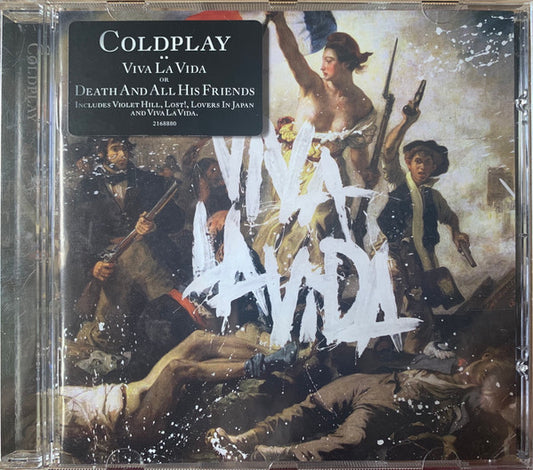 COLDPLAY
COLDPLAY
VIVA LA VIDA
OR
DEATH AND ALL HIS FRIENDS
INCLUDES VIOLET HILL, LOST!, LOVERS IN JAPAN
AND VIVA LA VIDA.
2168880
VIVA
LA VIDA